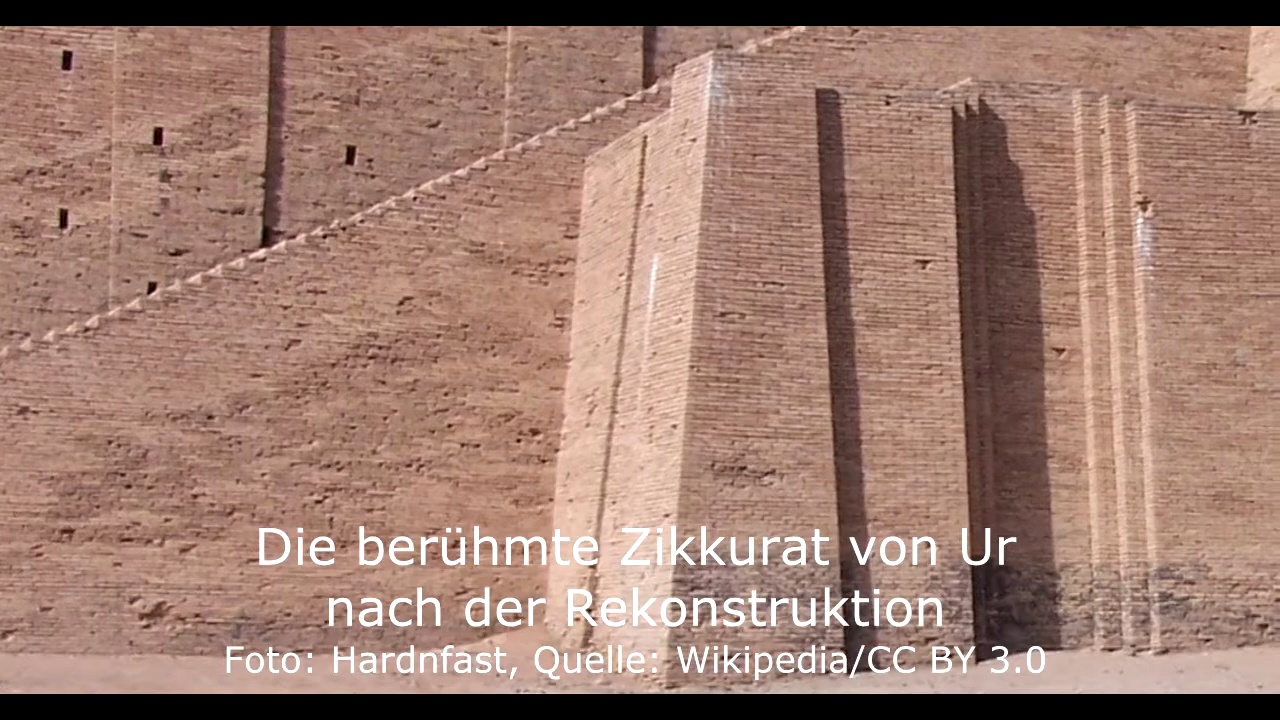 Die berühmte Zikkurat von Ur
nach der Rekonstruktion
Foto: Hardnfast, Quelle: Wikipedia/CC BY 3.0